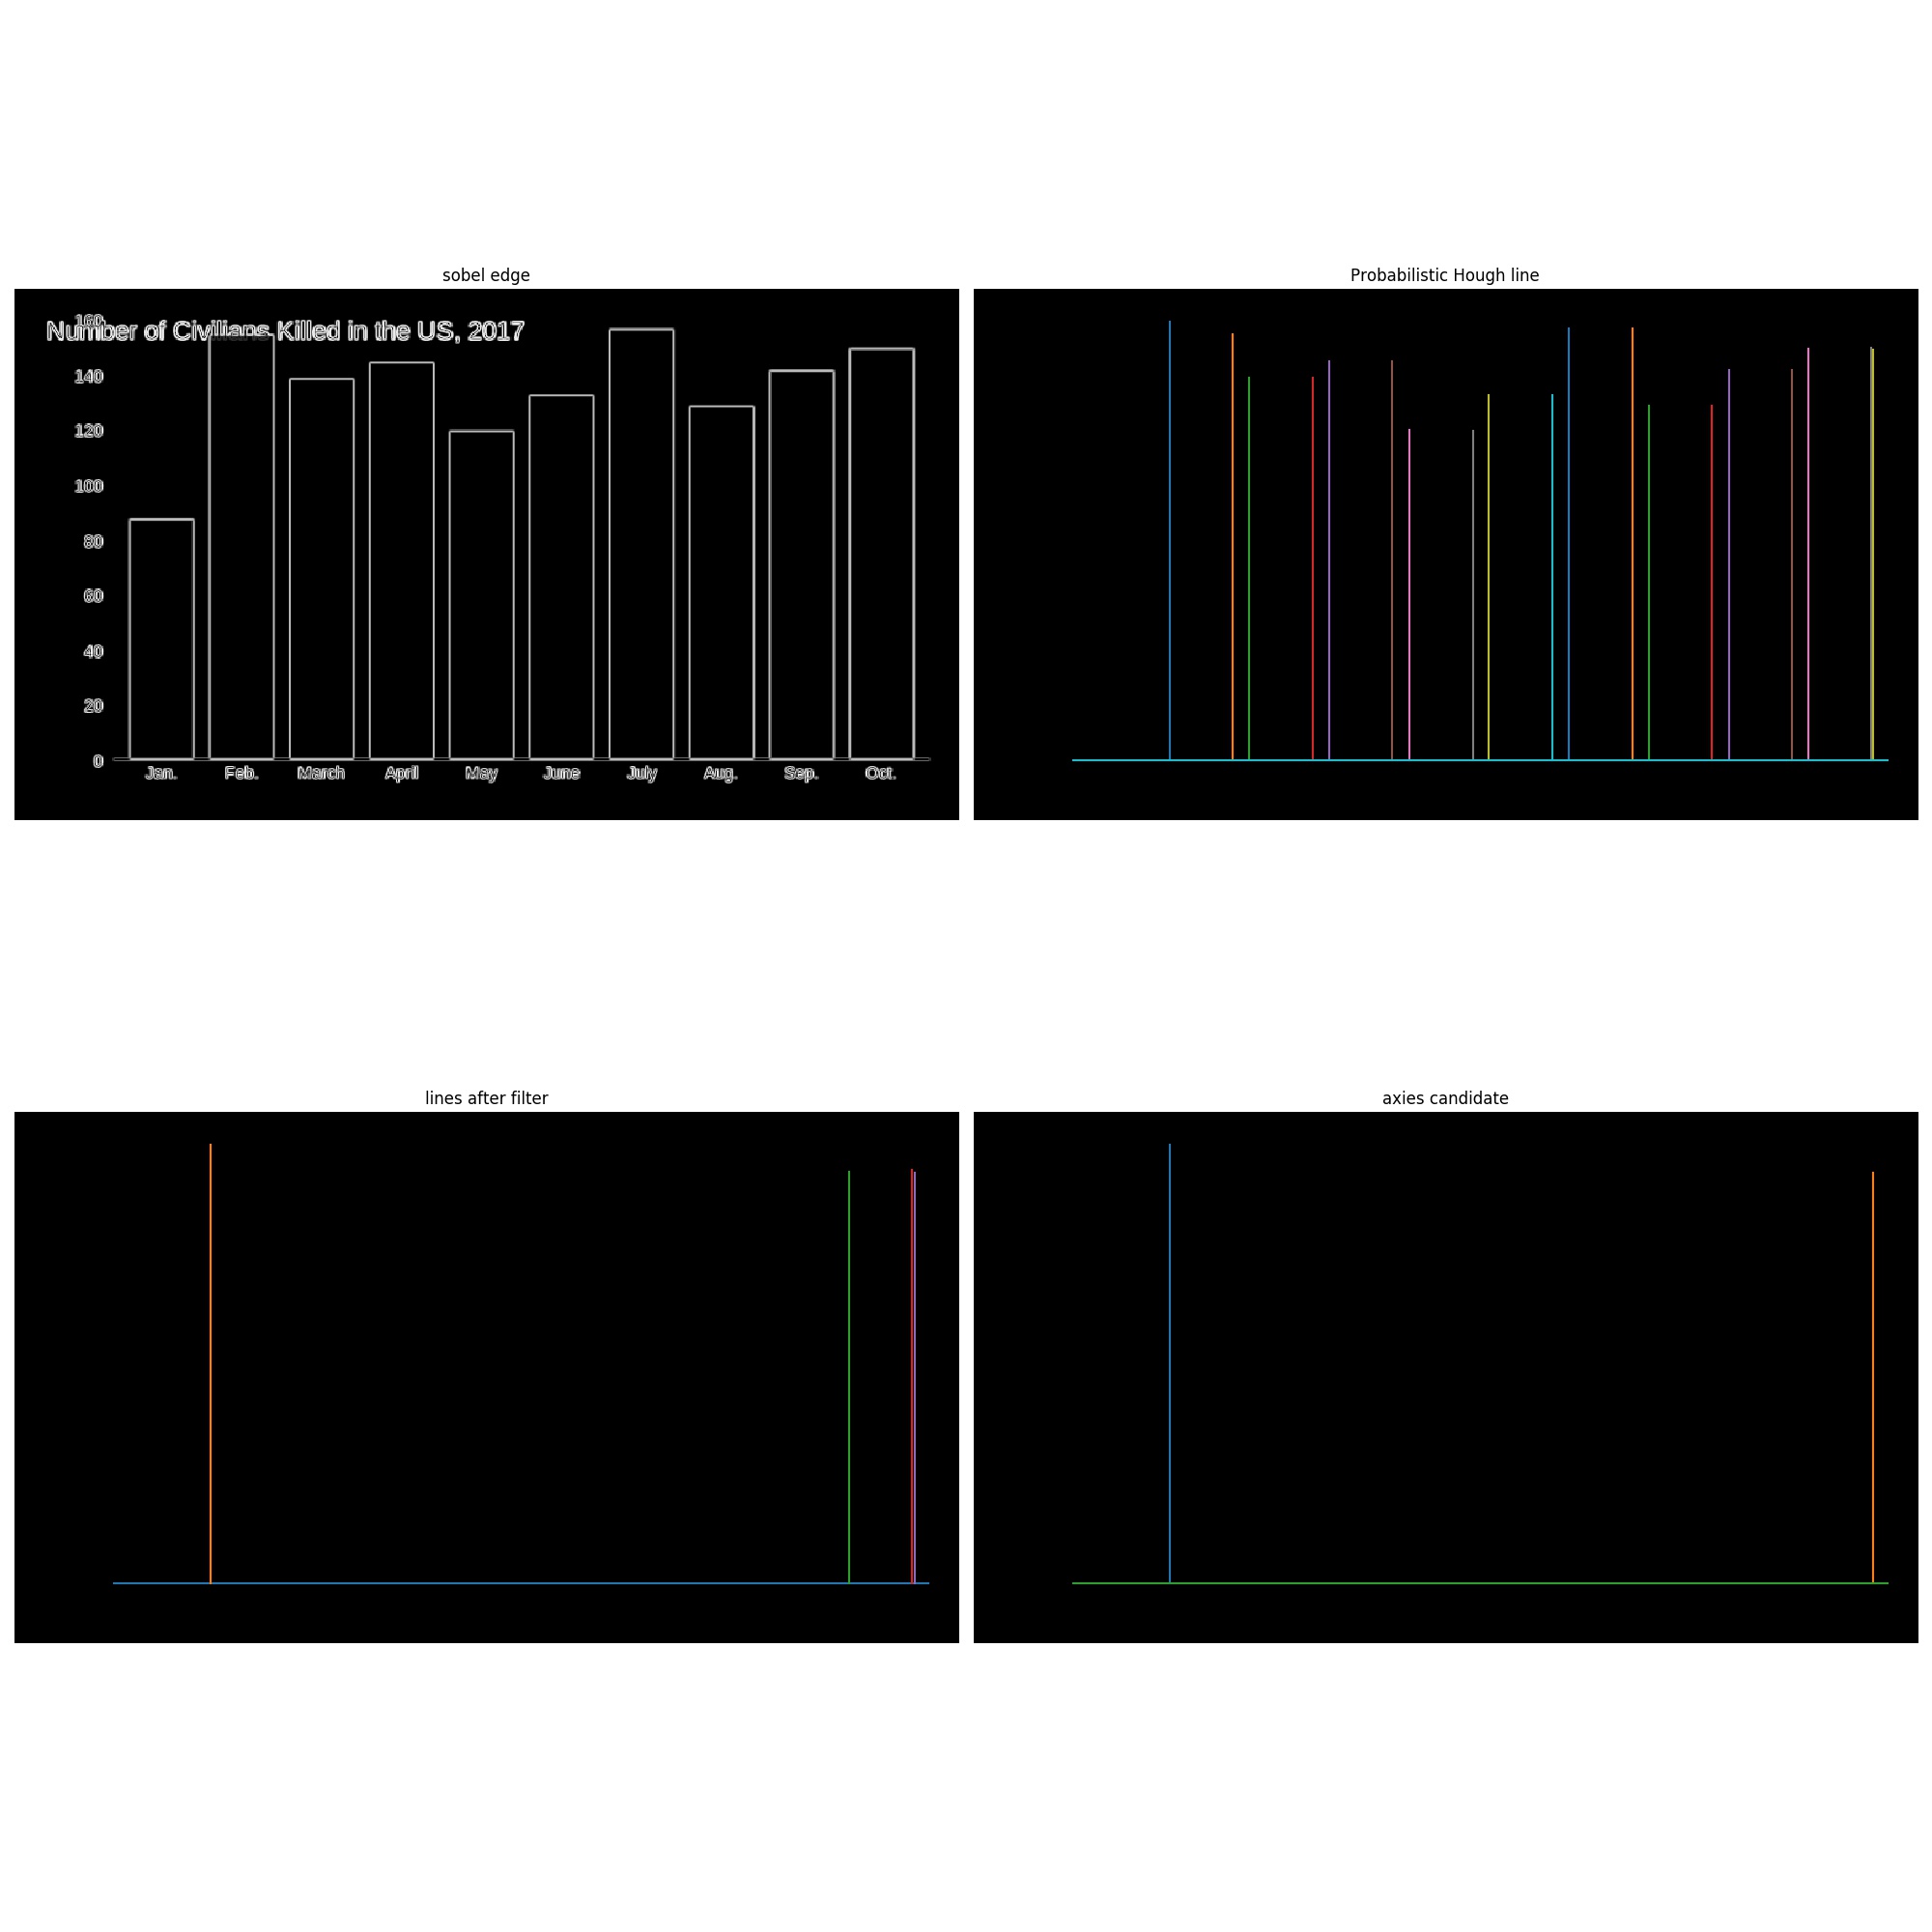 sobel edge
Probabilistic Hough line
160
Number of Civilians Killed in the US, 2017
140
120
100
80
60
40
20
0
Jan. Feb. March April May June July Aug. Sep. Oct.
lines after filter
axies candidate